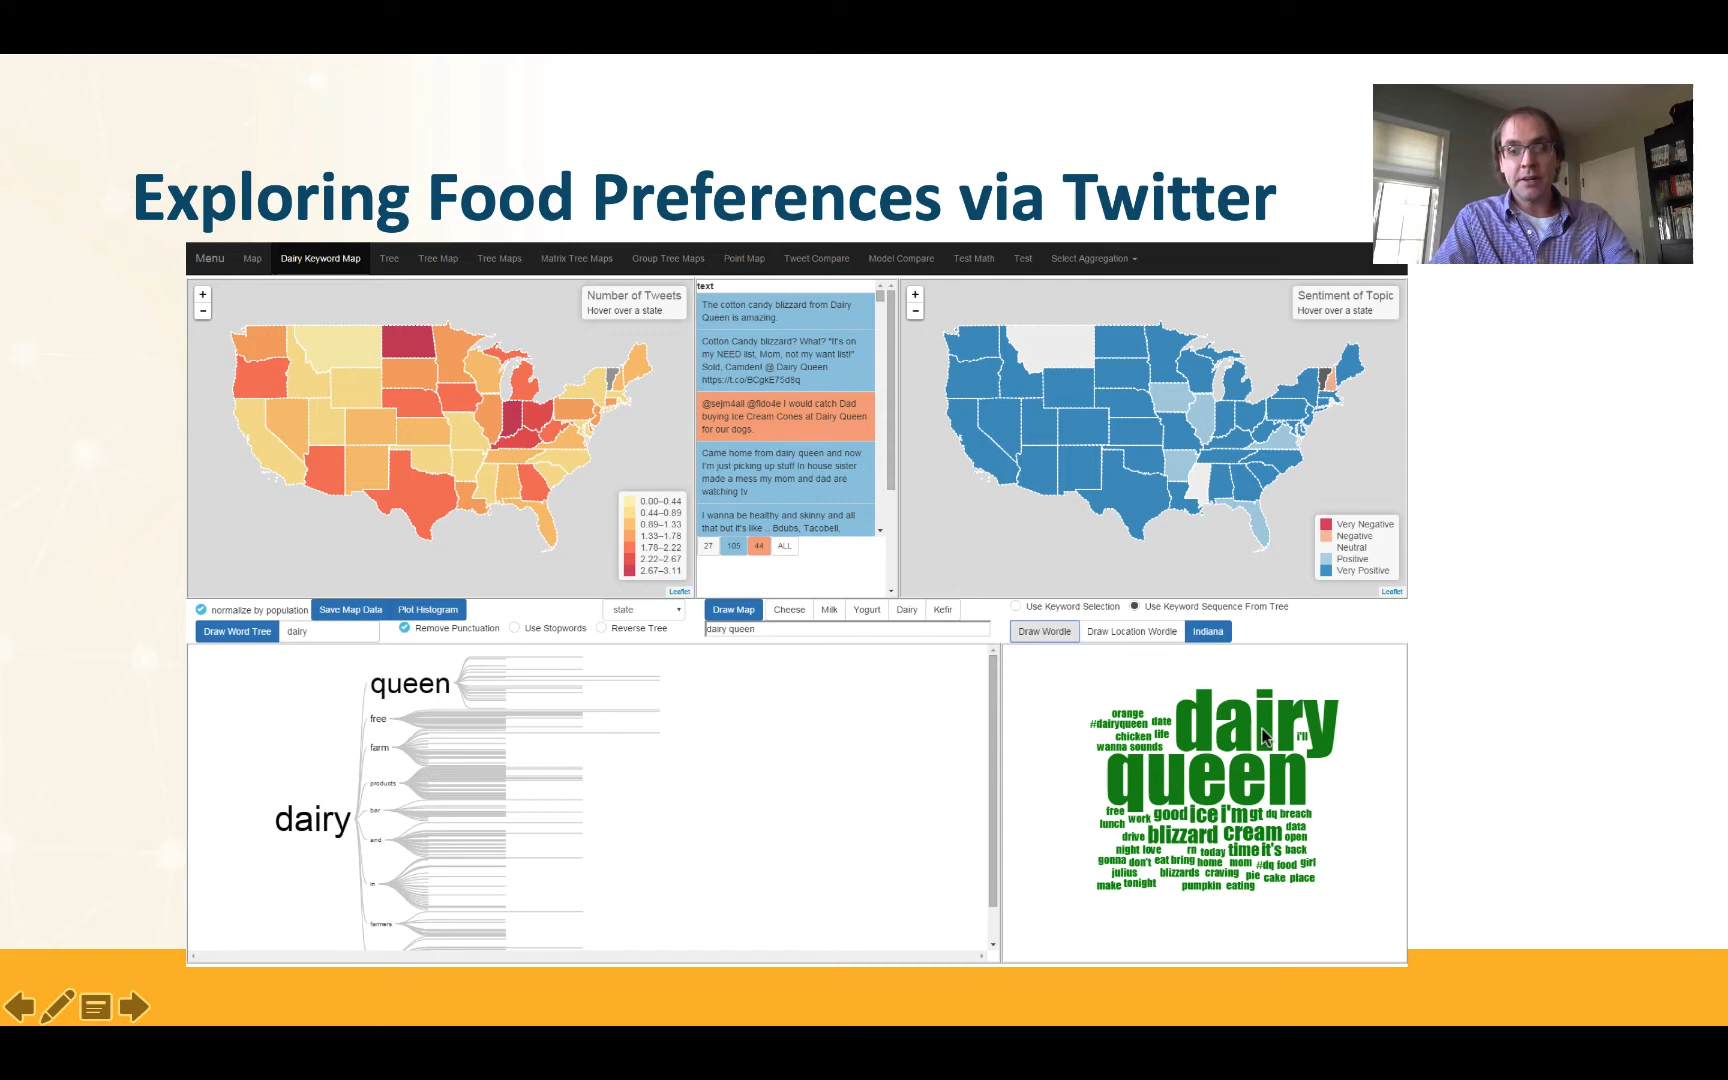 Exploring Food Preferences via Twitter
Menu Map Dairy Keyword Map Tree Tree Map Tree Maps Matrix Tree Maps Group Tree Maps Point Map Tweet Compare Model Compare Test Math Test Select Aggregation
+
−
Number of Tweets
Hover over a state
0.00–0.44
0.44–0.89
0.89–1.33
1.33–1.78
1.78–2.22
2.22–2.67
2.67–3.11
Leaflet
text
The cotton candy blizzard from Dairy
Queen is amazing.
Cotton Candy blizzard? What? "It's on
my NEED list, Mom, not my want list!"
Sold, Camden! @ Dairy Queen
https://t.co/BCgkE75d8q
@sejm4all @fido4e I would catch Dad
buying Ice Cream Cones at Dairy Queen
for our dogs.
Came home from dairy queen and now
I'm just picking up stuff In house sister
made a mess my mom and dad are
watching tv
I wanna be healthy and skinny and all
that but it's like .. Bdubs, Tacobell,
27 105 44 ALL
+
−
Sentiment of Topic
Hover over a state
Very Negative
Negative
Neutral
Positive
Very Positive
Leaflet
normalize by population Save Map Data Plot Histogram state
Draw Word Tree dairy Remove Punctuation Use Stopwords Reverse Tree
Draw Map Cheese Milk Yogurt Dairy Kefir
dairy queen
Use Keyword Selection Use Keyword Sequence From Tree
Draw Wordle Draw Location Wordle Indiana
dairy
queen
free
farm
products
bar
and
in
farmers
dairy
queen
orange
#dairyqueen date
chicken life
wanna sounds
i'll
free work good ice i'm gt dq breach
lunch drive blizzard cream data
open
night love rn today time it's back
gonna don't eat bring home mom #dq food girl
julius blizzards craving pie cake place
make tonight pumpkin eating